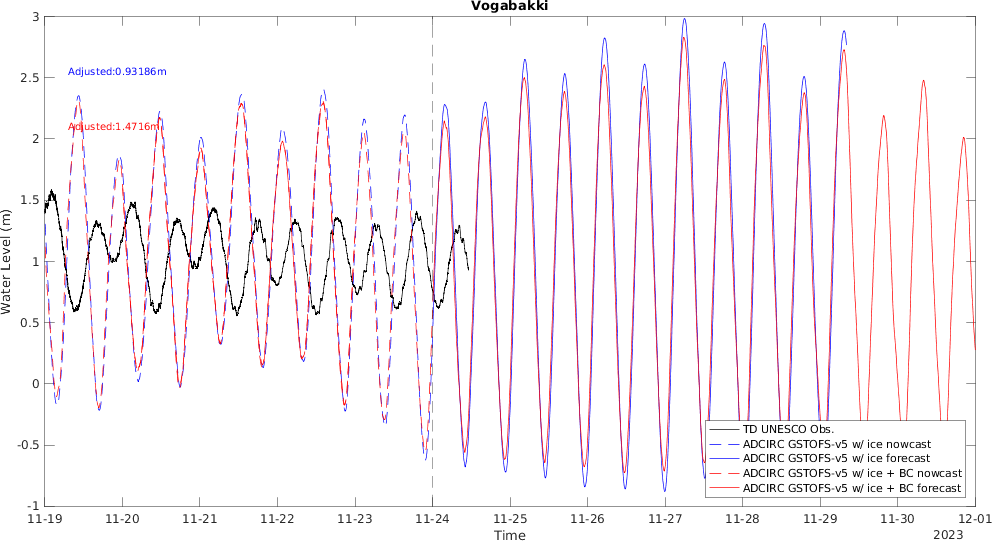 Vogabakki
3
2.5
2
1.5
1
0.5
0
-0.5
-1
Water Level (m)
Adjusted:0.93186m
Adjusted:1.4716m
TD UNESCO Obs.
ADCIRC GSTOFS-v5 w/ ice nowcast
ADCIRC GSTOFS-v5 w/ ice forecast
ADCIRC GSTOFS-v5 w/ ice + BC nowcast
ADCIRC GSTOFS-v5 w/ ice + BC forecast
11-19 11-20 11-21 11-22 11-23 11-24 11-25 11-26 11-27 11-28 11-29 11-30 12-01
Time
2023